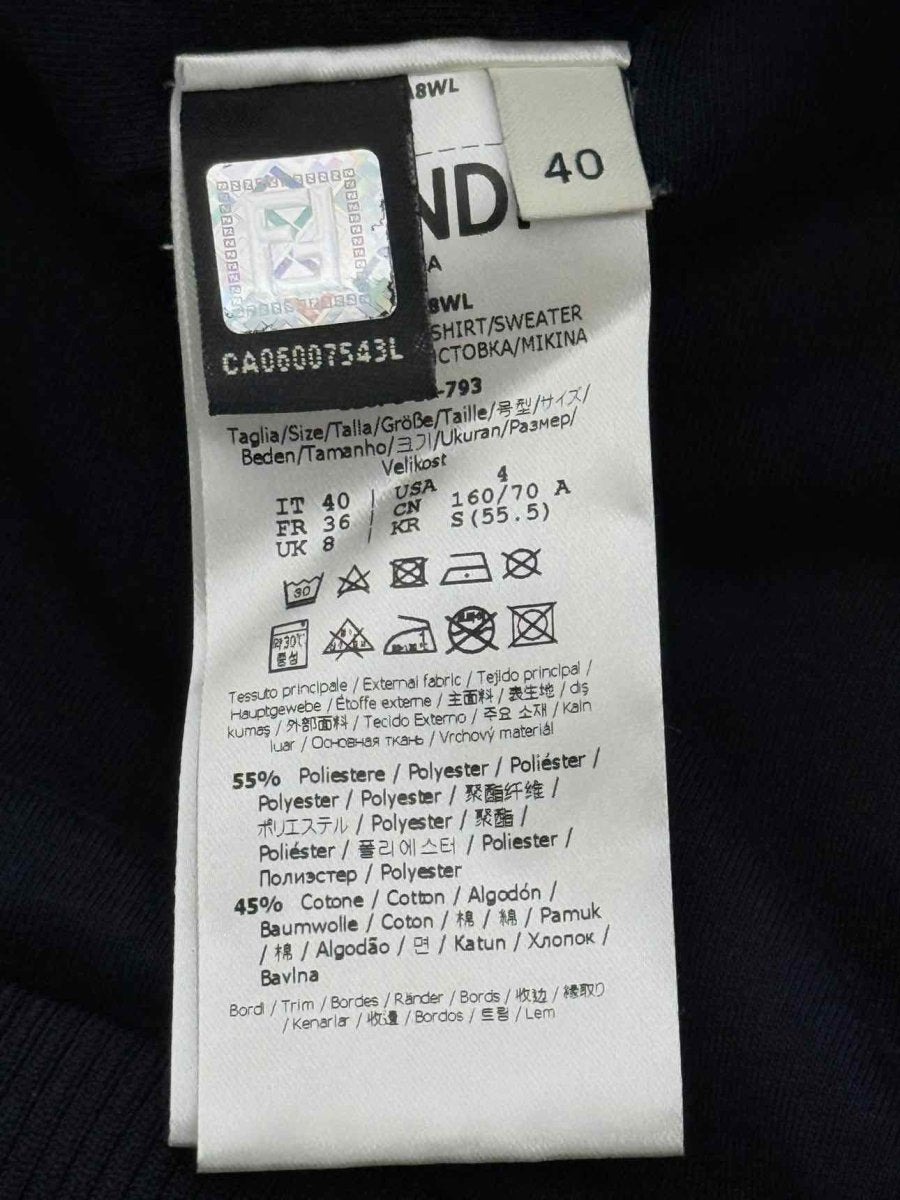 A8WL
40
ND
A
8WL
SHIRT/SWEATER
СТОВКА/MIKINA
CA06007543L
-793
Taglia/Size/Talla/Größe/Taille/号型/サイズ/
Beden/Tamanho/크기/Ukuran/Размер/
Velikost
IT 40 | USA 4
FR 36 | CN 160/70 A
UK 8 | KR S(55.5)
30
약30℃
중성
Tessuto principale / External fabric / Tejido principal /
Hauptgewebe / Étoffe externe / 主面料 / 表生地 / dış
kumaş / 外部面料 / Tecido Externo / 주요 소재 / Kain
luar / Основная ткань / Vrchový materiál
55% Poliestere / Polyester / Poliéster /
Polyester / Polyester / 聚酯纤维 /
ポリエステル / Polyester / 聚酯 /
Poliéster / 폴리에스터 / Poliester /
Полиэстер / Polyester
45% Cotone / Cotton / Algodón /
Baumwolle / Coton / 棉 / 綿 / Pamuk
/ 棉 / Algodão / 면 / Katun / Хлопок /
Bavlna
Bordi / Trim / Bordes / Ränder / Bords / 收边 / 縁取り
/ Kenarlar / 收邊 / Bordos / 트림 / Lem